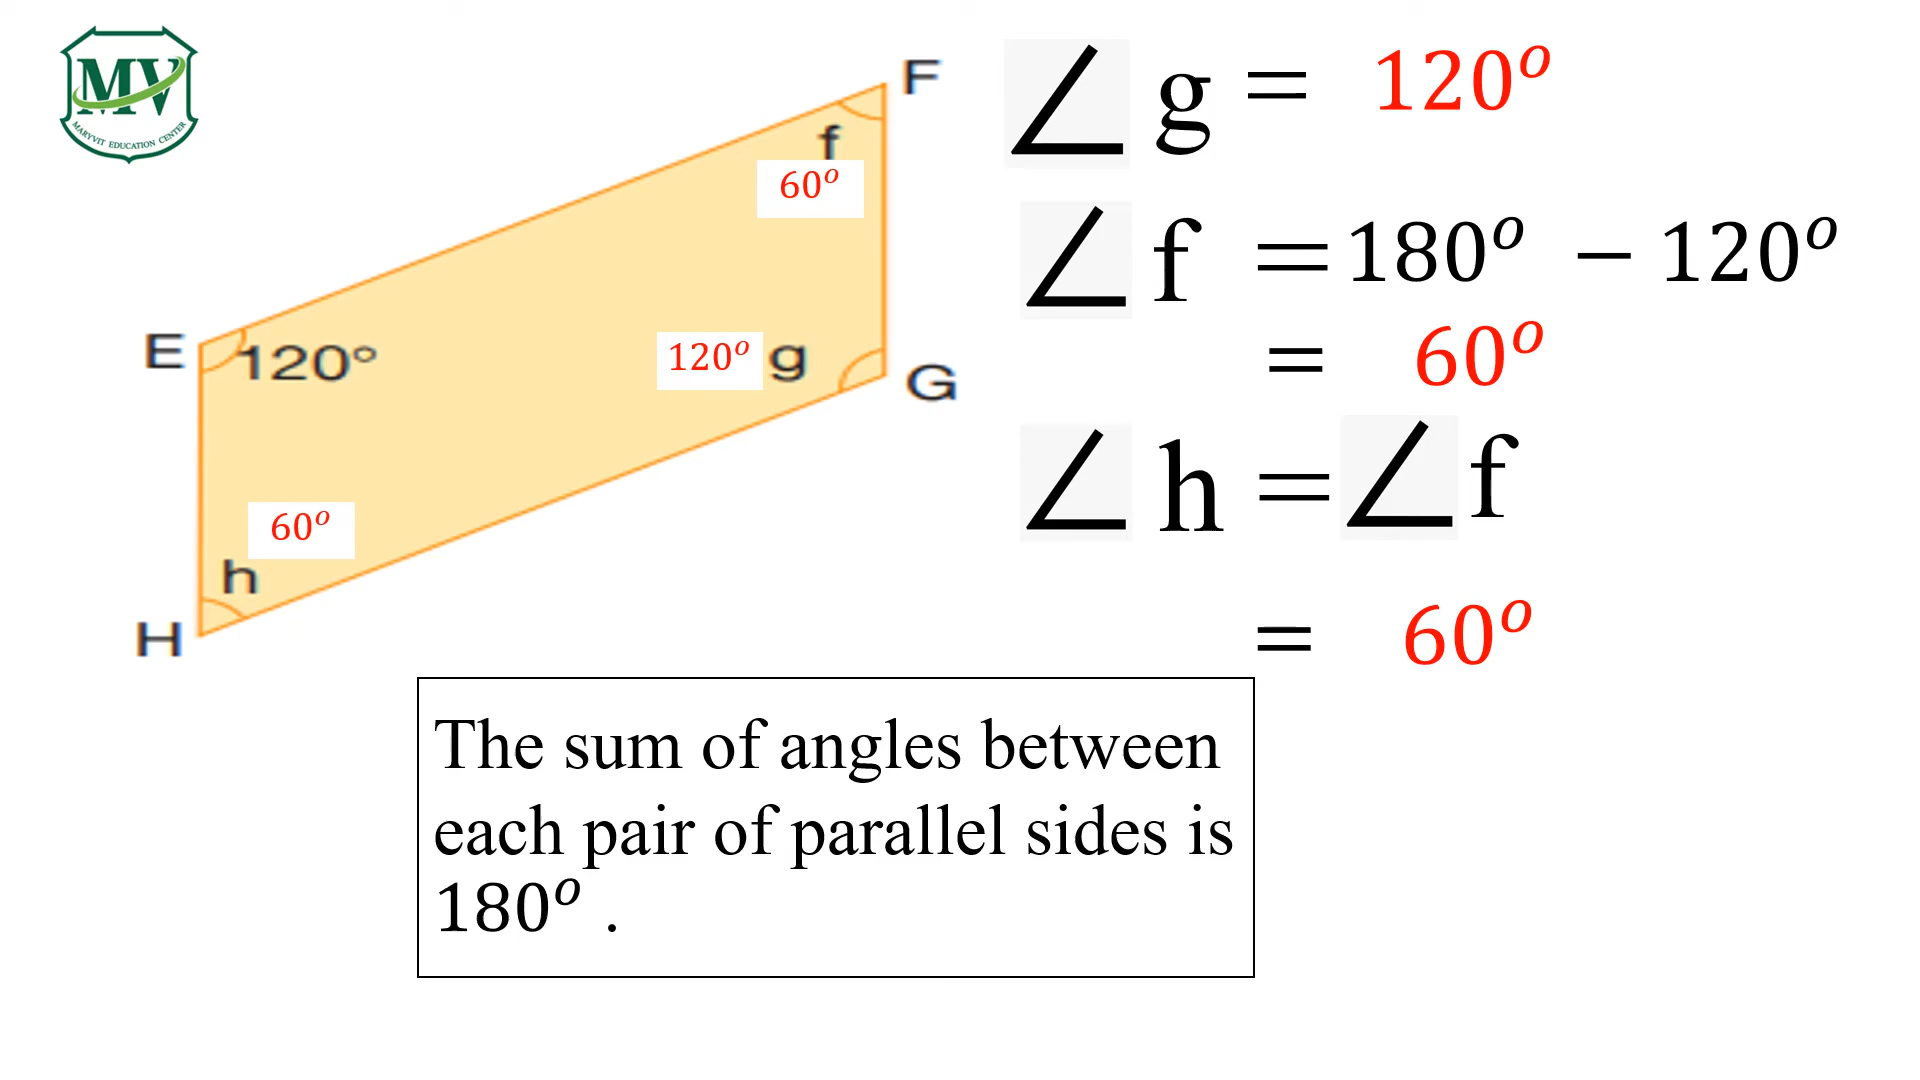 MV
MARYVIT EDUCATION CENTER
F
f
60°
E
120°
120° g
G
60°
h
H
∠ g = 120°
∠ f = 180° − 120°
= 60°
∠ h = ∠ f
= 60°
The sum of angles between
each pair of parallel sides is
180° .